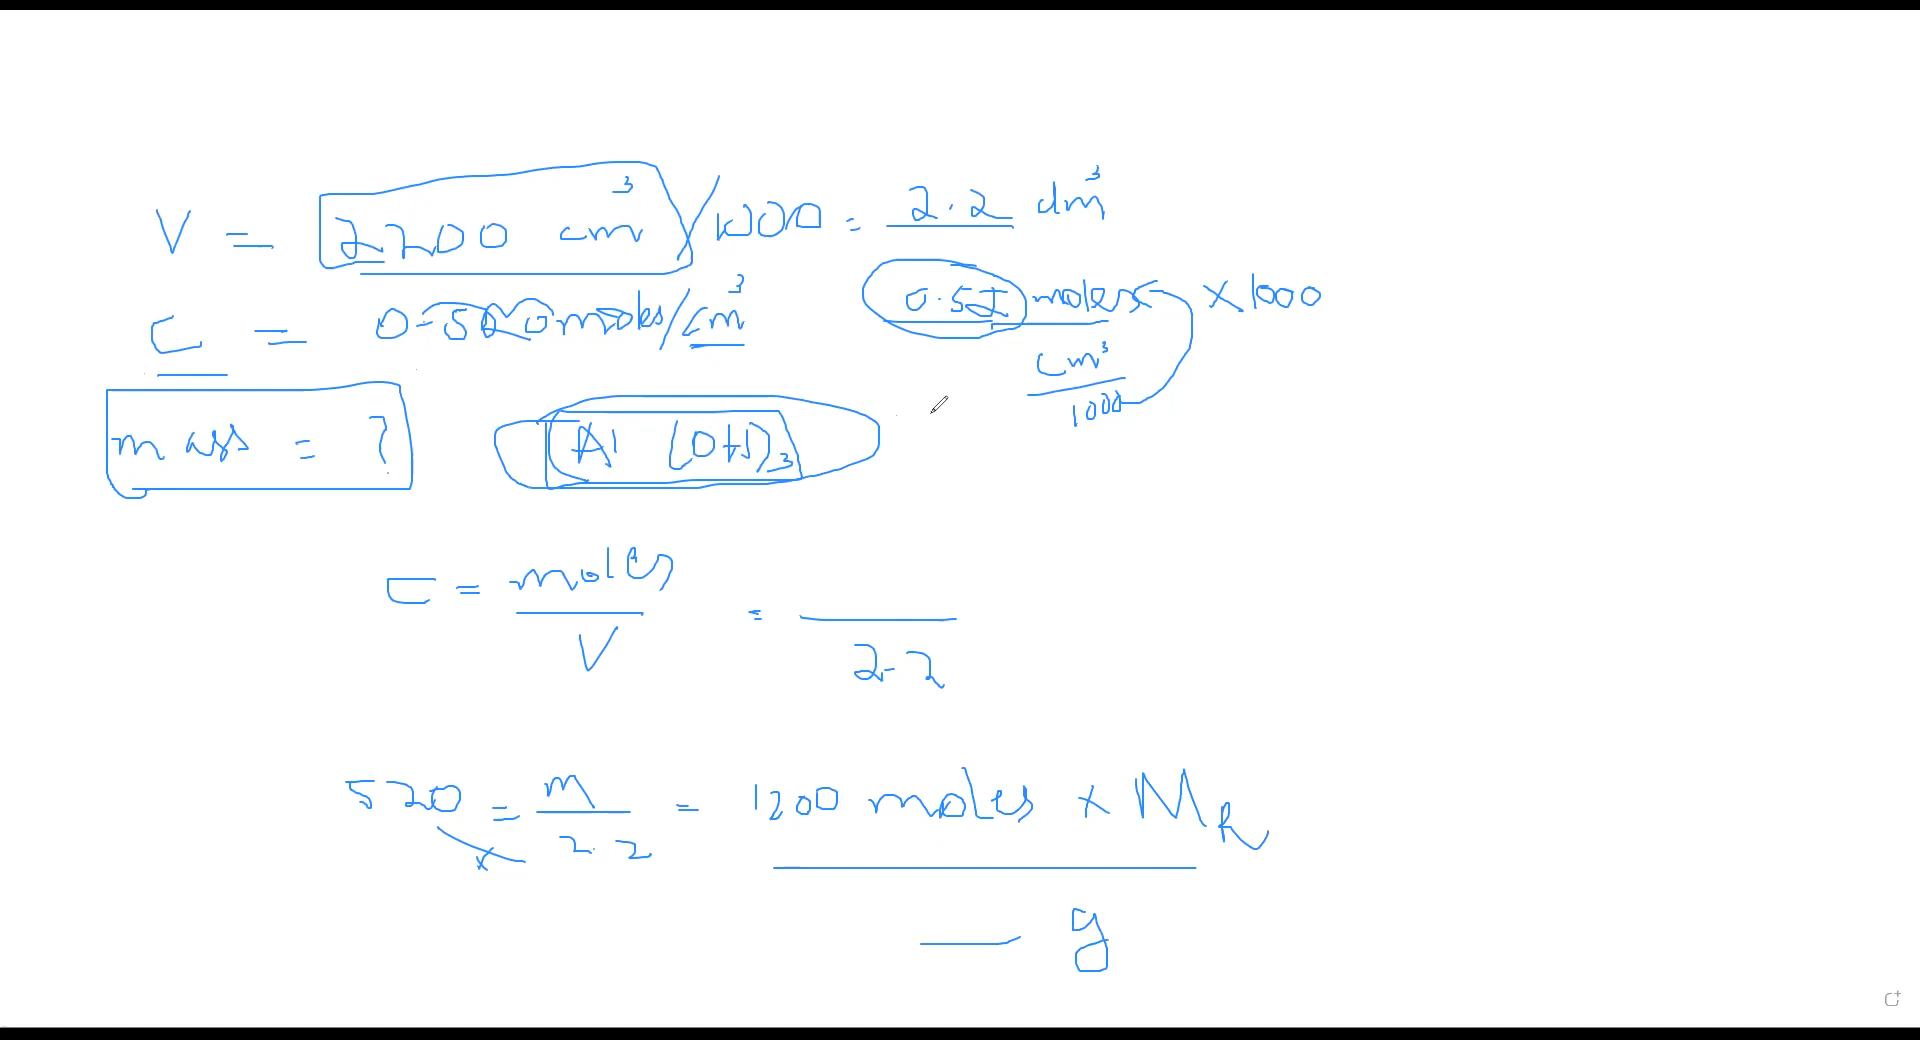 V = 2200 cm³/1000 = 2.2 dm³
C = 0.520 moles/cm³ 0.52 moles × 1000
cm³
1000
mass = ? Al (OH)₃
C = moles =
V 2.2
520 = m = 1200 moles × MR
2.2
x
g